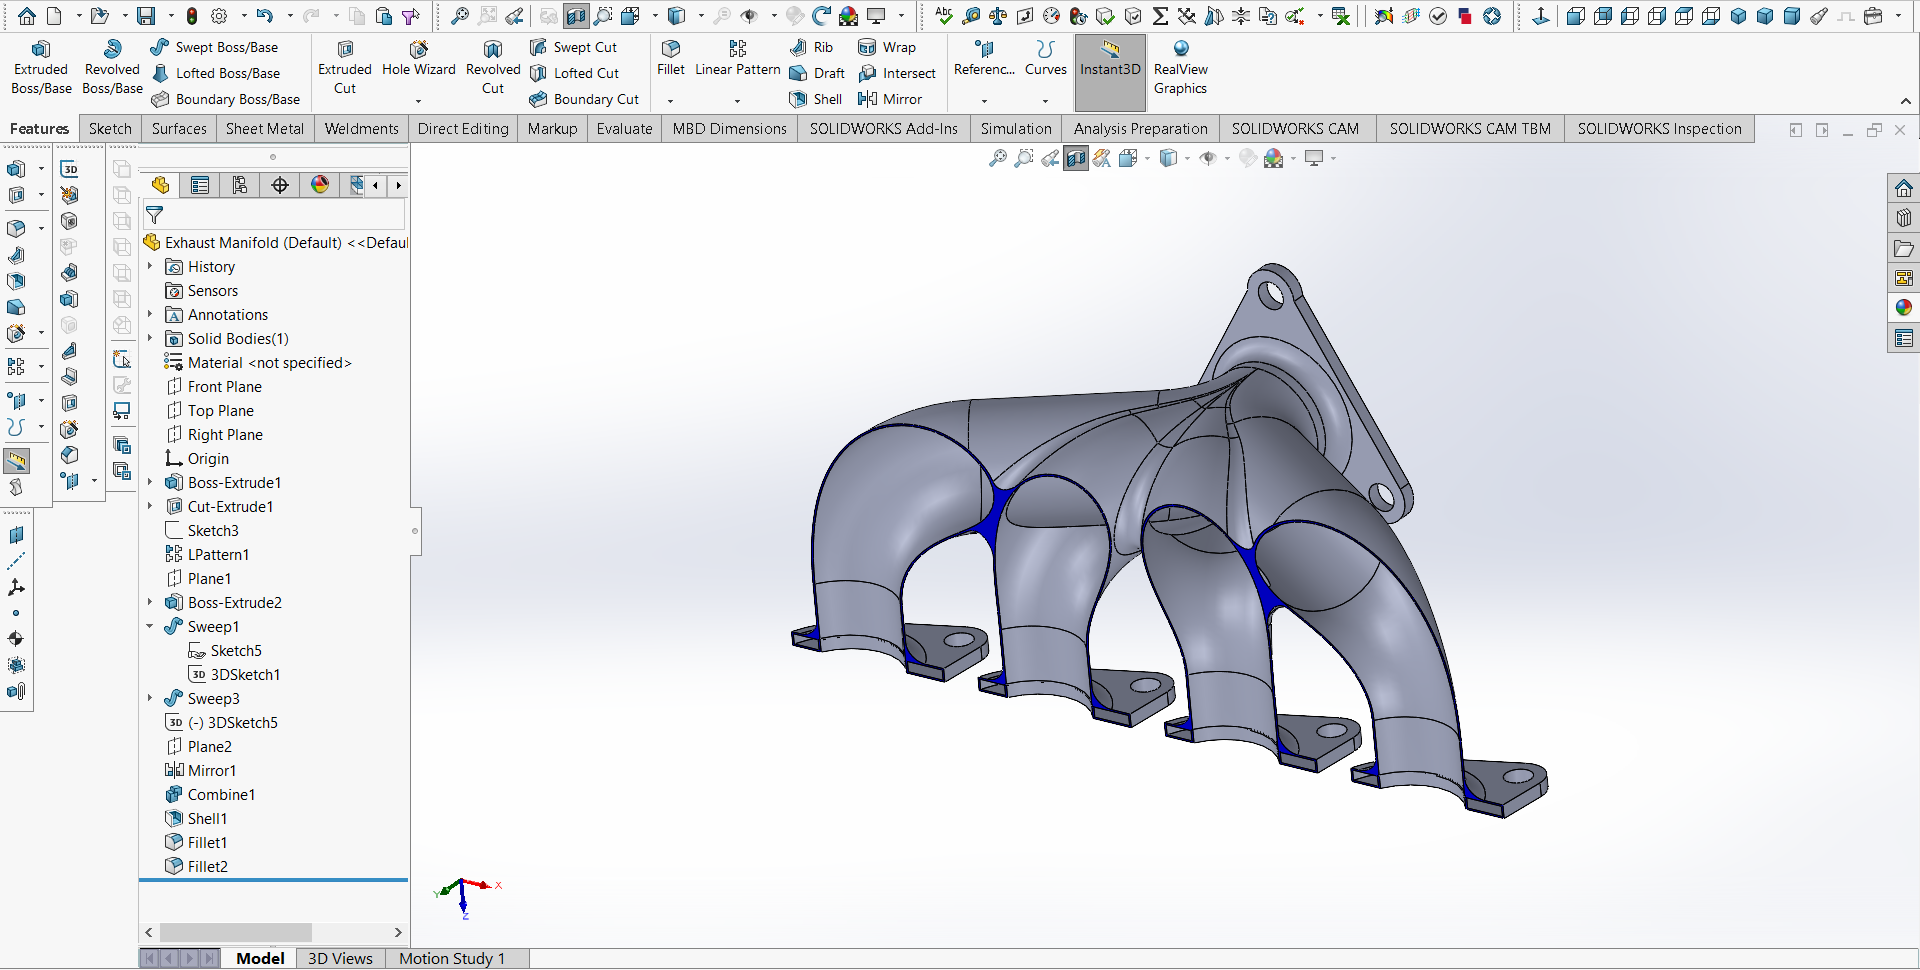 Extruded Boss/Base
Revolved Boss/Base
Swept Boss/Base
Lofted Boss/Base
Boundary Boss/Base
Extruded Cut
Hole Wizard
Revolved Cut
Swept Cut
Lofted Cut
Boundary Cut
Fillet
Linear Pattern
Rib
Draft
Shell
Wrap
Intersect
Mirror
Referenc...
Curves
Instant3D
RealView Graphics
Features
Sketch
Surfaces
Sheet Metal
Weldments
Direct Editing
Markup
Evaluate
MBD Dimensions
SOLIDWORKS Add-Ins
Simulation
Analysis Preparation
SOLIDWORKS CAM
SOLIDWORKS CAM TBM
SOLIDWORKS Inspection
3D
Exhaust Manifold (Default) <<Defaul
History
Sensors
A Annotations
Solid Bodies(1)
Material <not specified>
Front Plane
Top Plane
Right Plane
Origin
Boss-Extrude1
Cut-Extrude1
Sketch3
LPattern1
Plane1
Boss-Extrude2
Sweep1
Sketch5
3D 3DSketch1
Sweep3
3D (-) 3DSketch5
Plane2
Mirror1
Combine1
Shell1
Fillet1
Fillet2
X
Y
Z
Model
3D Views
Motion Study 1